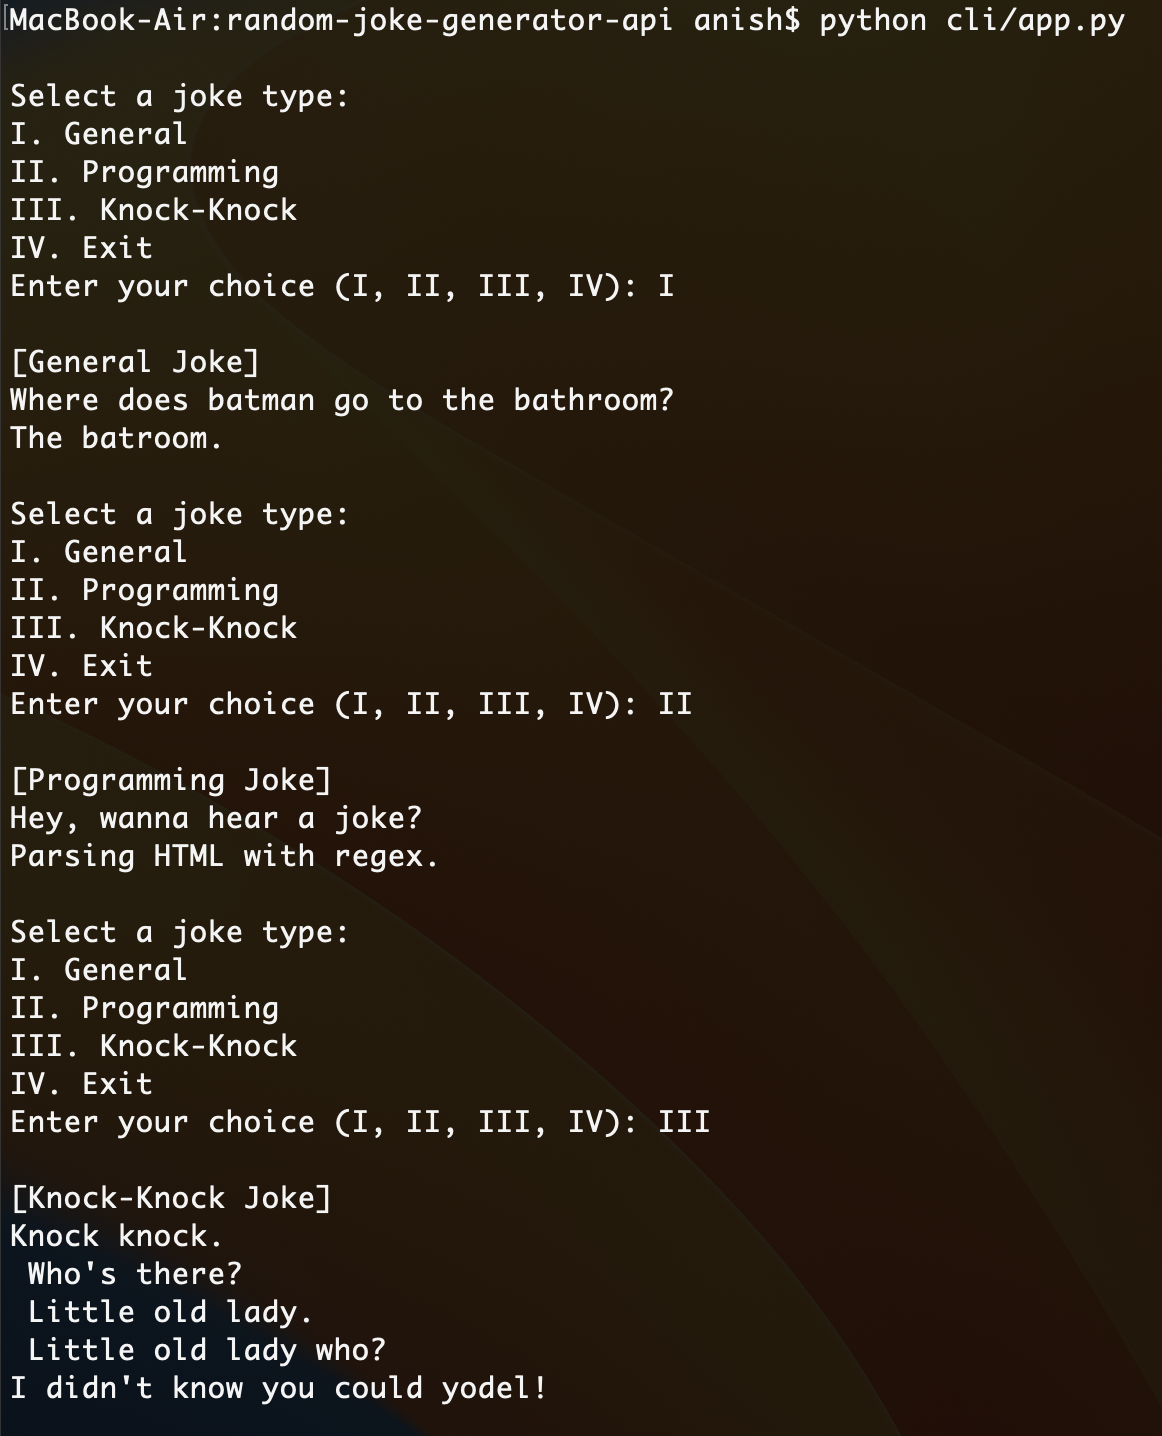 MacBook-Air:random-joke-generator-api anish$ python cli/app.py
Select a joke type:
I. General
II. Programming
III. Knock-Knock
IV. Exit
Enter your choice (I, II, III, IV): I
[General Joke]
Where does batman go to the bathroom?
The batroom.
Select a joke type:
I. General
II. Programming
III. Knock-Knock
IV. Exit
Enter your choice (I, II, III, IV): II
[Programming Joke]
Hey, wanna hear a joke?
Parsing HTML with regex.
Select a joke type:
I. General
II. Programming
III. Knock-Knock
IV. Exit
Enter your choice (I, II, III, IV): III
[Knock-Knock Joke]
Knock knock.
 Who's there?
 Little old lady.
 Little old lady who?
I didn't know you could yodel!